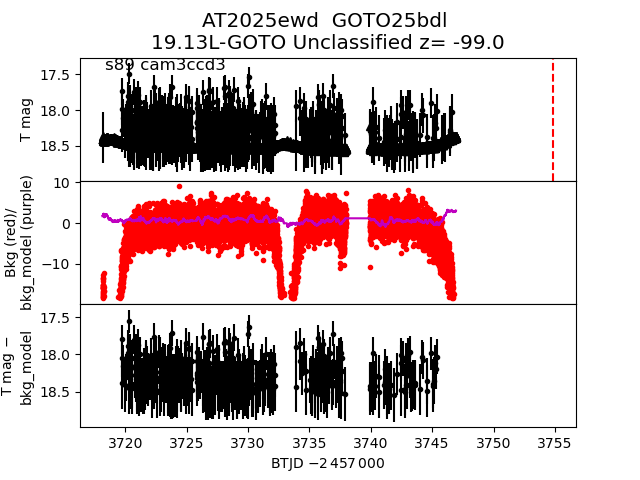 AT2025ewd GOTO25bdl
19.13L-GOTO Unclassified z= -99.0
s89 cam3ccd3
T mag
17.5
18.0
18.5
Bkg (red)/
bkg_model (purple)
10
0
−10
T mag −
bkg_model
17.5
18.0
18.5
3720 3725 3730 3735 3740 3745 3750 3755
BTJD −2 457 000